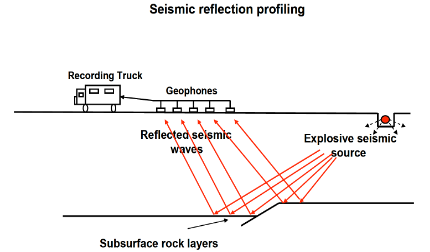 Seismic reflection profiling
Recording Truck
Geophones
Reflected seismic
waves
Explosive seismic
source
Subsurface rock layers